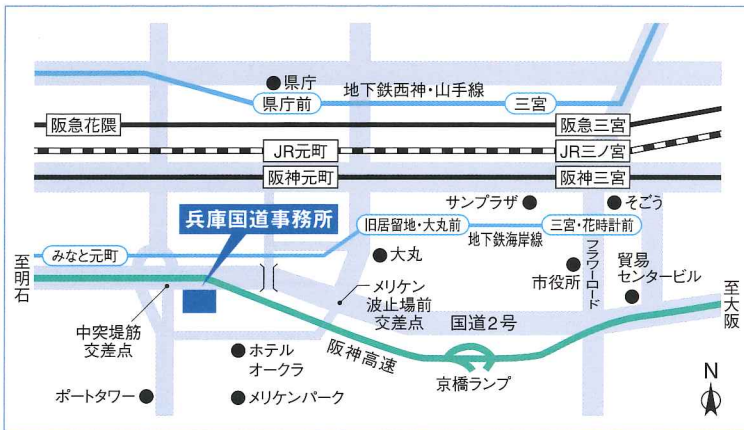 県庁
地下鉄西神・山手線
県庁前
三宮
阪急花隈
阪急三宮
JR元町
JR三ノ宮
阪神元町
阪神三宮
サンプラザ
そごう
兵庫国道事務所
旧居留地・大丸前
三宮・花時計前
地下鉄海岸線
みなと元町
大丸
フラワーロード
市役所
貿易
センタービル
至明石
至大阪
メリケン
波止場前
交差点
中突堤筋
交差点
国道2号
阪神高速
ホテル
オークラ
京橋ランプ
N
ポートタワー
メリケンパーク